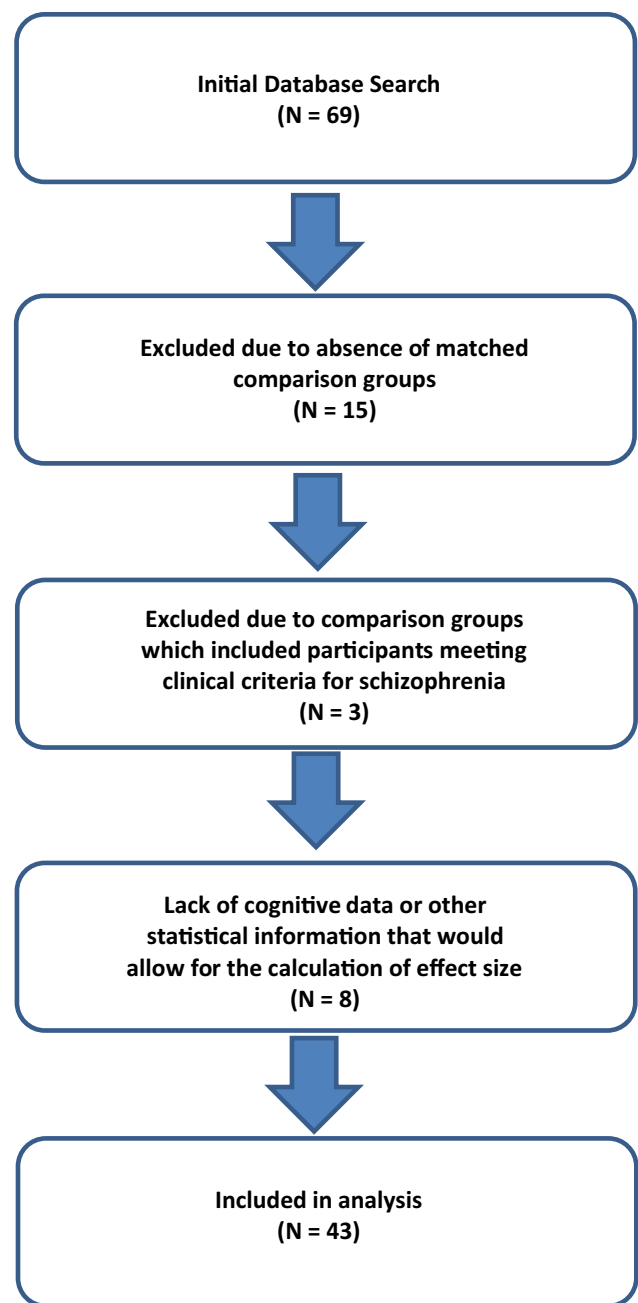 Initial Database Search
(N = 69)
Excluded due to absence of matched
comparison groups
(N = 15)
Excluded due to comparison groups
which included participants meeting
clinical criteria for schizophrenia
(N = 3)
Lack of cognitive data or other
statistical information that would
allow for the calculation of effect size
(N = 8)
Included in analysis
(N = 43)